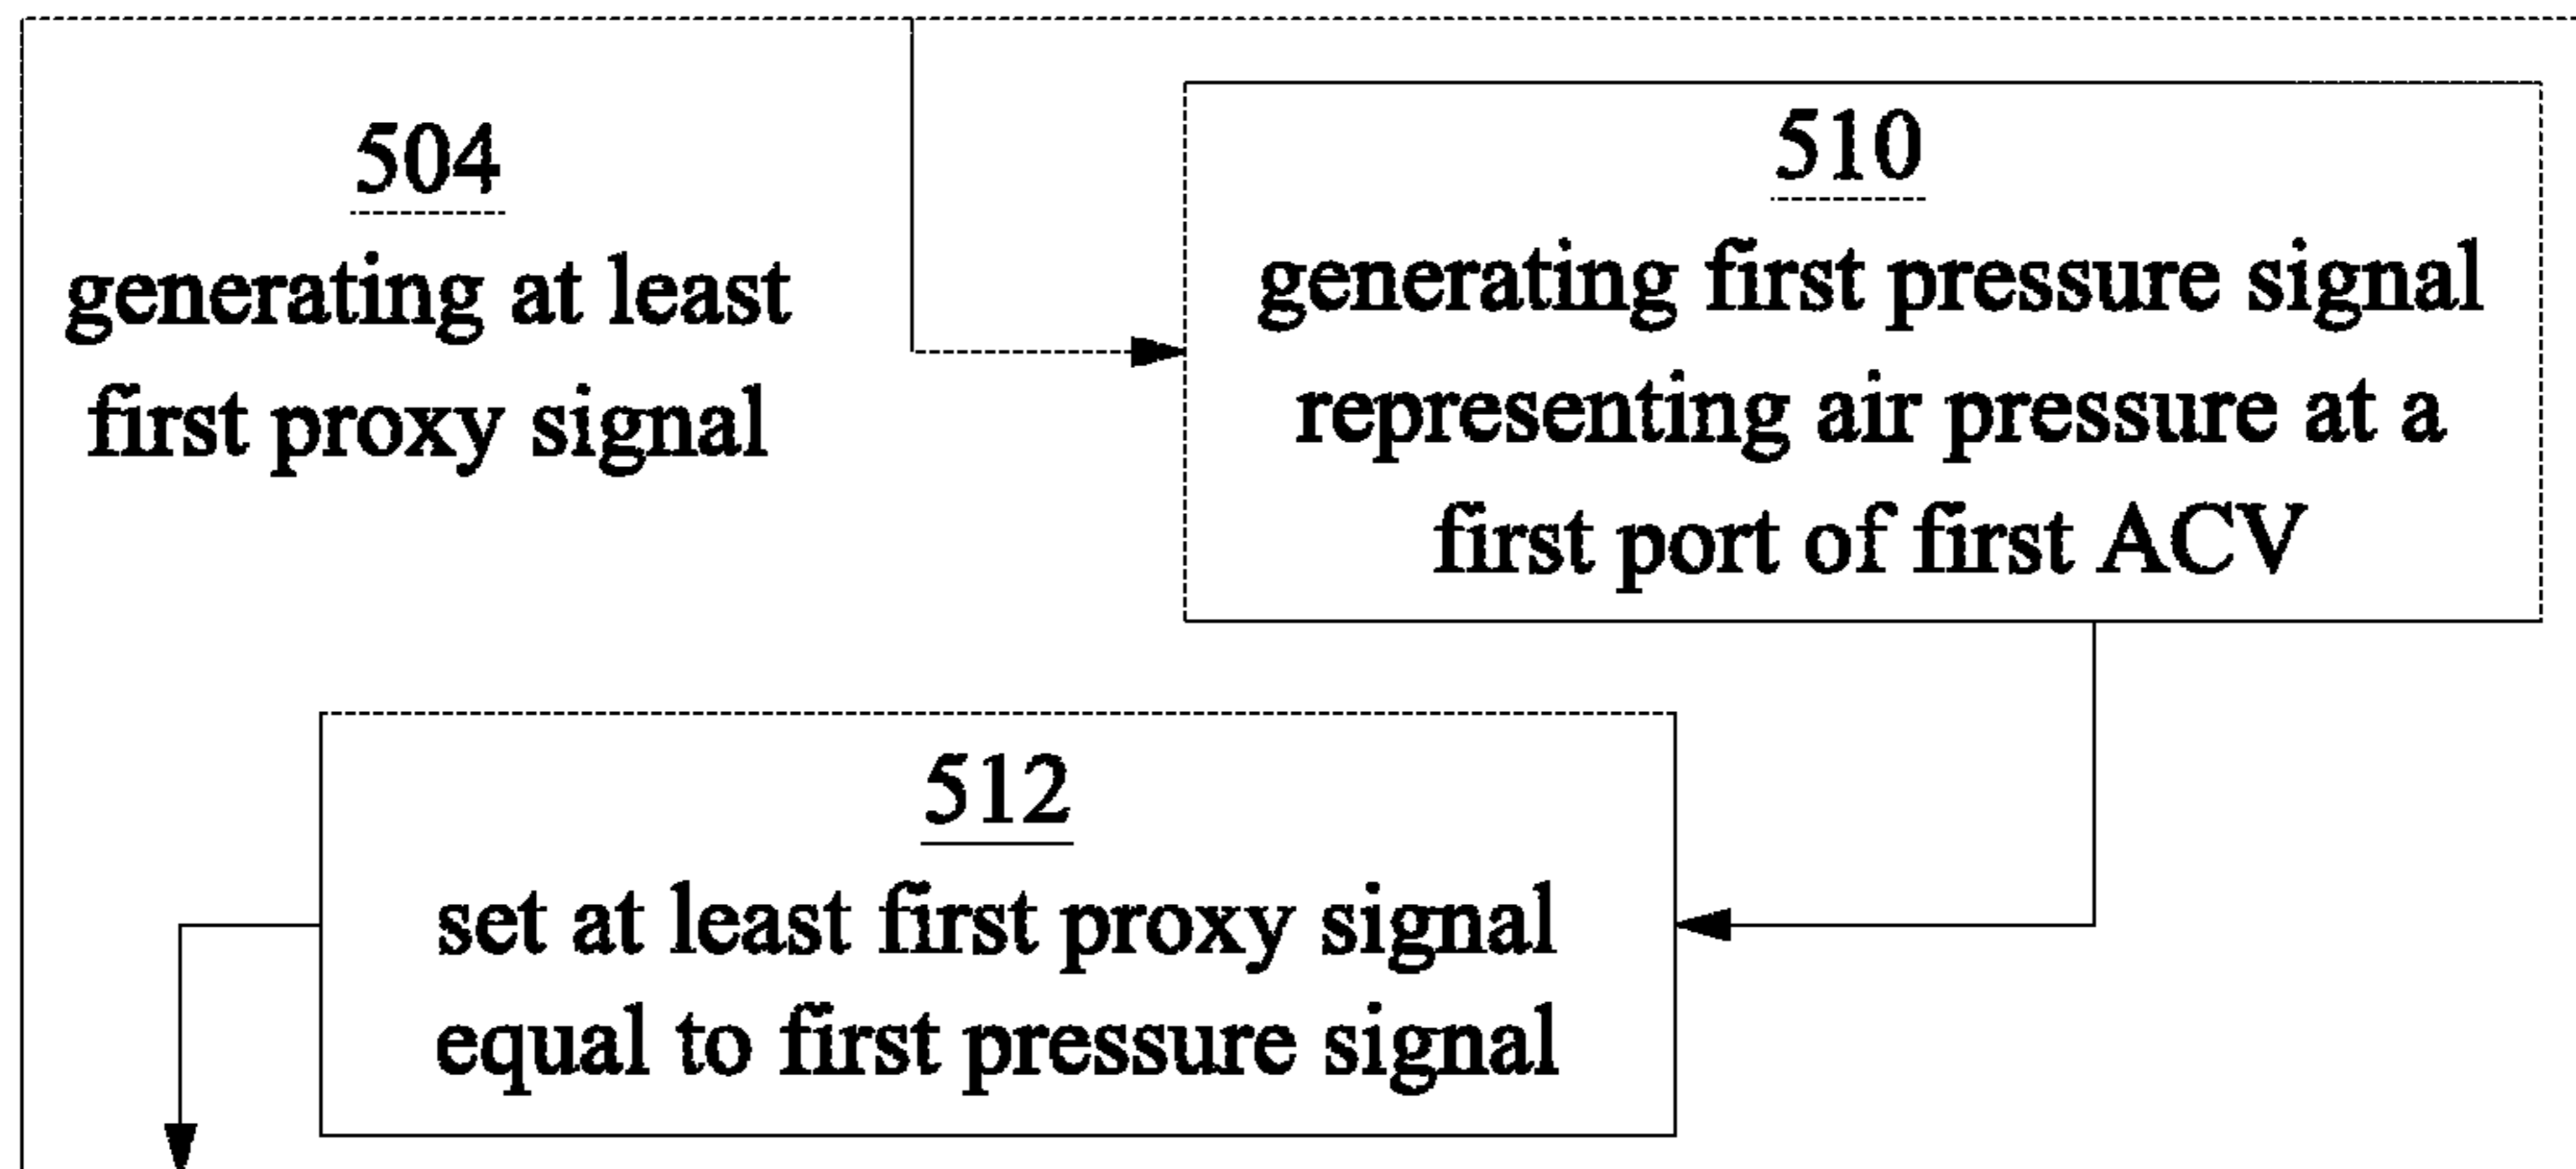 504
generating at least
first proxy signal
510
generating first pressure signal
representing air pressure at a
first port of first ACV
512
set at least first proxy signal
equal to first pressure signal